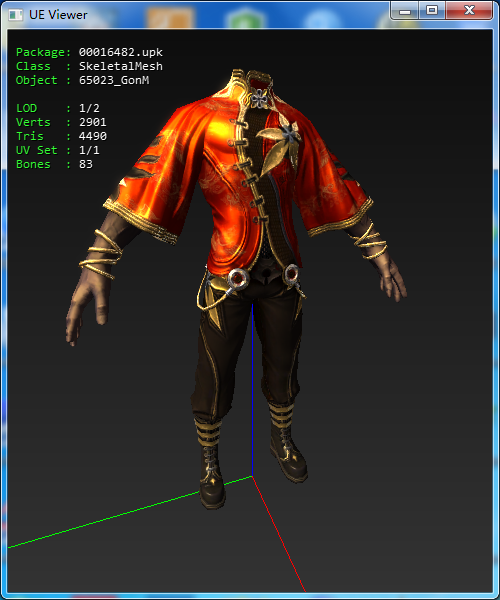 UE Viewer
Package: 00016482.upk
Class : SkeletalMesh
Object : 65023_GonM
LOD : 1/2
Verts : 2901
Tris : 4490
UV Set : 1/1
Bones : 83